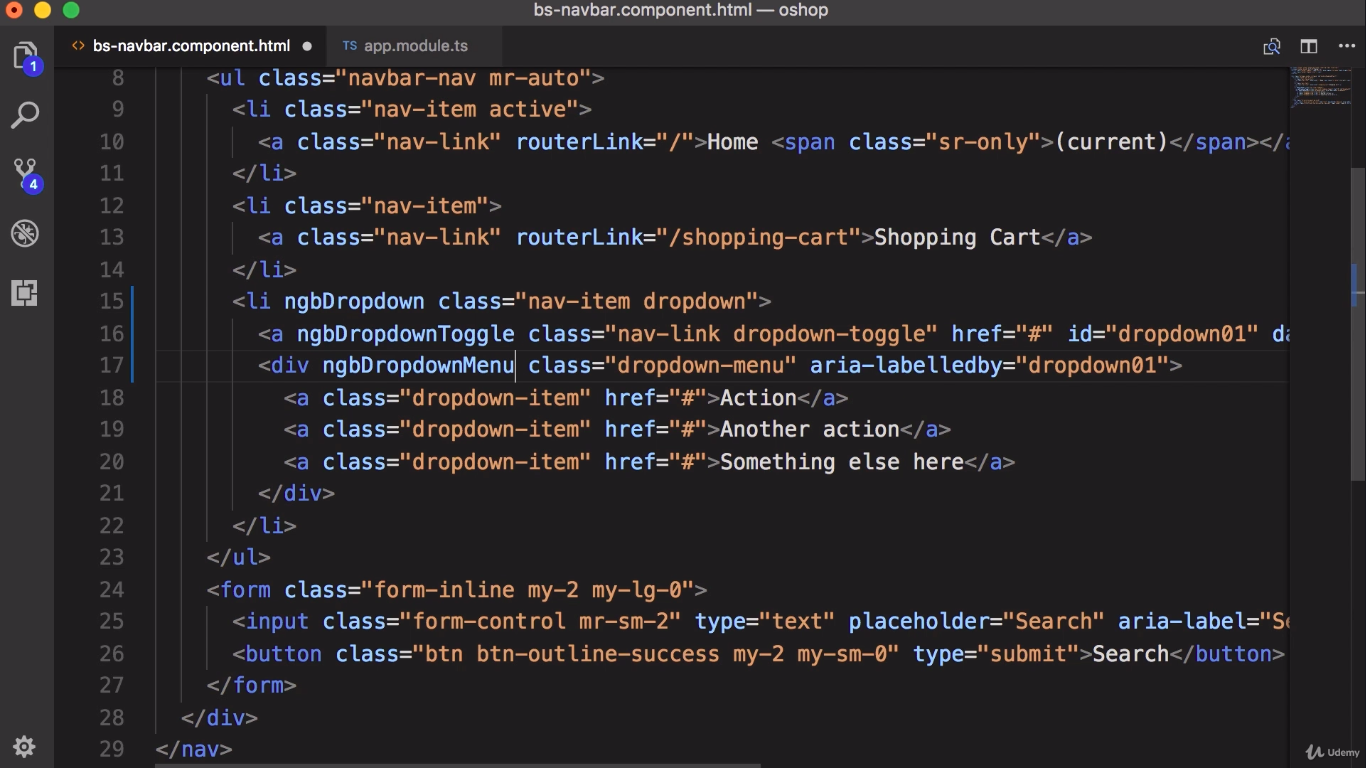 bs-navbar.component.html — oshop
bs-navbar.component.html TS app.module.ts
1
4
8 <ul class="navbar-nav mr-auto">
9 <li class="nav-item active">
10 <a class="nav-link" routerLink="/">Home <span class="sr-only">(current)</span></a
11 </li>
12 <li class="nav-item">
13 <a class="nav-link" routerLink="/shopping-cart">Shopping Cart</a>
14 </li>
15 <li ngbDropdown class="nav-item dropdown">
16 <a ngbDropdownToggle class="nav-link dropdown-toggle" href="#" id="dropdown01" da
17 <div ngbDropdownMenu class="dropdown-menu" aria-labelledby="dropdown01">
18 <a class="dropdown-item" href="#">Action</a>
19 <a class="dropdown-item" href="#">Another action</a>
20 <a class="dropdown-item" href="#">Something else here</a>
21 </div>
22 </li>
23 </ul>
24 <form class="form-inline my-2 my-lg-0">
25 <input class="form-control mr-sm-2" type="text" placeholder="Search" aria-label="Se
26 <button class="btn btn-outline-success my-2 my-sm-0" type="submit">Search</button>
27 </form>
28 </div>
29 </nav>
Udemy